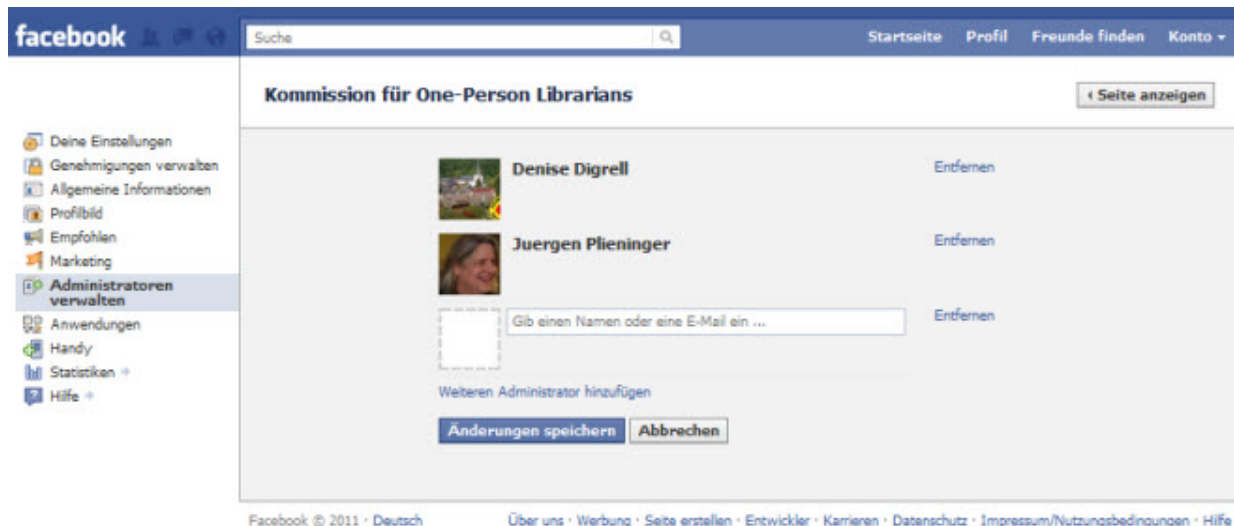 facebook
Suche
Startseite Profil Freunde finden Konto
Kommission für One-Person Librarians
Seite anzeigen
Deine Einstellungen
Genehmigungen verwalten
Allgemeine Informationen
Profilbild
Empfohlen
Marketing
Administratoren
verwalten
Anwendungen
Handy
Statistiken
Hilfe
Denise Digrell
Entfernen
Juergen Plieninger
Entfernen
Gib einen Namen oder eine E-Mail ein ...
Entfernen
Weiteren Administrator hinzufügen
Änderungen speichern Abbrechen
Facebook © 2011 · Deutsch
Über uns · Werbung · Seite erstellen · Entwickler · Karrieren · Datenschutz · Impressum/Nutzungsbedingungen · Hilfe